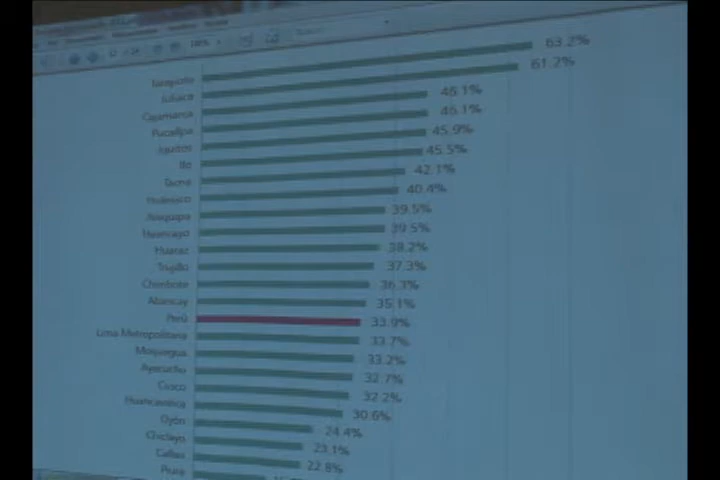 Tarapoto 63.2%
Juliaca 61.2%
Cajamarca 46.1%
Pucallpa 46.1%
Iquitos 45.9%
Ilo 45.5%
Tacna 42.1%
Huánuco 40.4%
Arequipa 39.5%
Huancayo 39.5%
Huaraz 38.2%
Trujillo 37.3%
Chimbote 36.3%
Abancay 35.1%
Perú 33.9%
Lima Metropolitana 33.7%
Moquegua 33.2%
Ayacucho 32.7%
Cusco 32.2%
Huancavelica 30.6%
Oyón 24.4%
Chiclayo 23.1%
Callao 22.8%
Piura